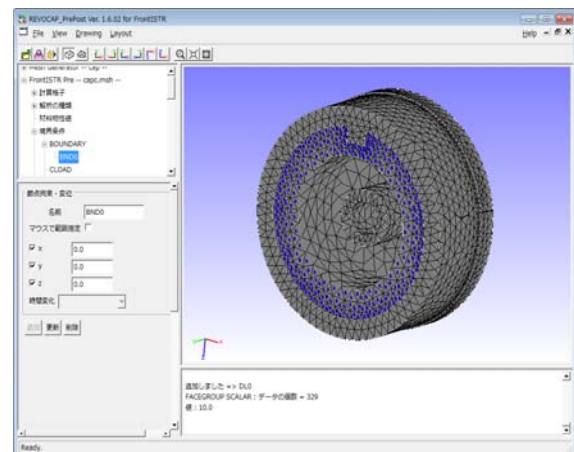 REVOCAP_PrePost Ver. 1.6.02 for FrontISTR
File View Drawing Layout Help
FrontISTR Pre -- capc.msh --
計算格子
解析の種類
材料物性値
境界条件
BOUNDARY
BND0
CLOAD
節点拘束・変位
名前 BND0
マウスで範囲指定
x 0.0
y 0.0
z 0.0
時間変化
追加 更新 削除
追加しました => DL0
FACEGROUP SCALAR : データの個数 = 329
値 : 10.0
Ready.